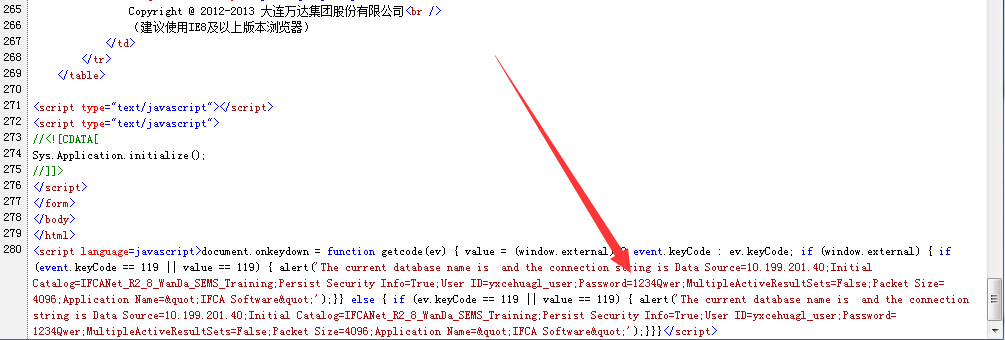 265 Copyright @ 2012-2013 大连万达集团股份有限公司<br />
266 （建议使用IE8及以上版本浏览器）
267 </td>
268 </tr>
269 </table>
270
271 <script type="text/javascript"></script>
272 <script type="text/javascript">
273 //<![CDATA[
274 Sys.Application.initialize();
275 //]]>
276 </script>
277 </form>
278 </body>
279 </html>
280 <script language=javascript>document.onkeydown = function getcode(ev) { value = (window.external) ? event.keyCode : ev.keyCode; if (window.external) { if
(event.keyCode == 119 || value == 119) { alert('The current database name is  and the connection string is Data Source=10.199.201.40;Initial
Catalog=IFCANet_R2_8_WanDa_SEMS_Training;Persist Security Info=True;User ID=yxcehuagl_user;Password=1234Qwer;MultipleActiveResultSets=False;Packet Size=
4096;Application Name=&quot;IFCA Software&quot;');}} else { if (ev.keyCode == 119 || value == 119) { alert('The current database name is  and the connection
string is Data Source=10.199.201.40;Initial Catalog=IFCANet_R2_8_WanDa_SEMS_Training;Persist Security Info=True;User ID=yxcehuagl_user;Password=
1234Qwer;MultipleActiveResultSets=False;Packet Size=4096;Application Name=&quot;IFCA Software&quot;');}}}</script>